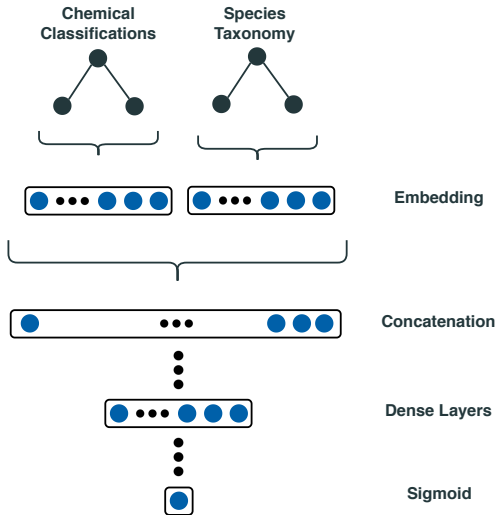 Chemical
Classifications
Species
Taxonomy
Embedding
Concatenation
Dense Layers
Sigmoid